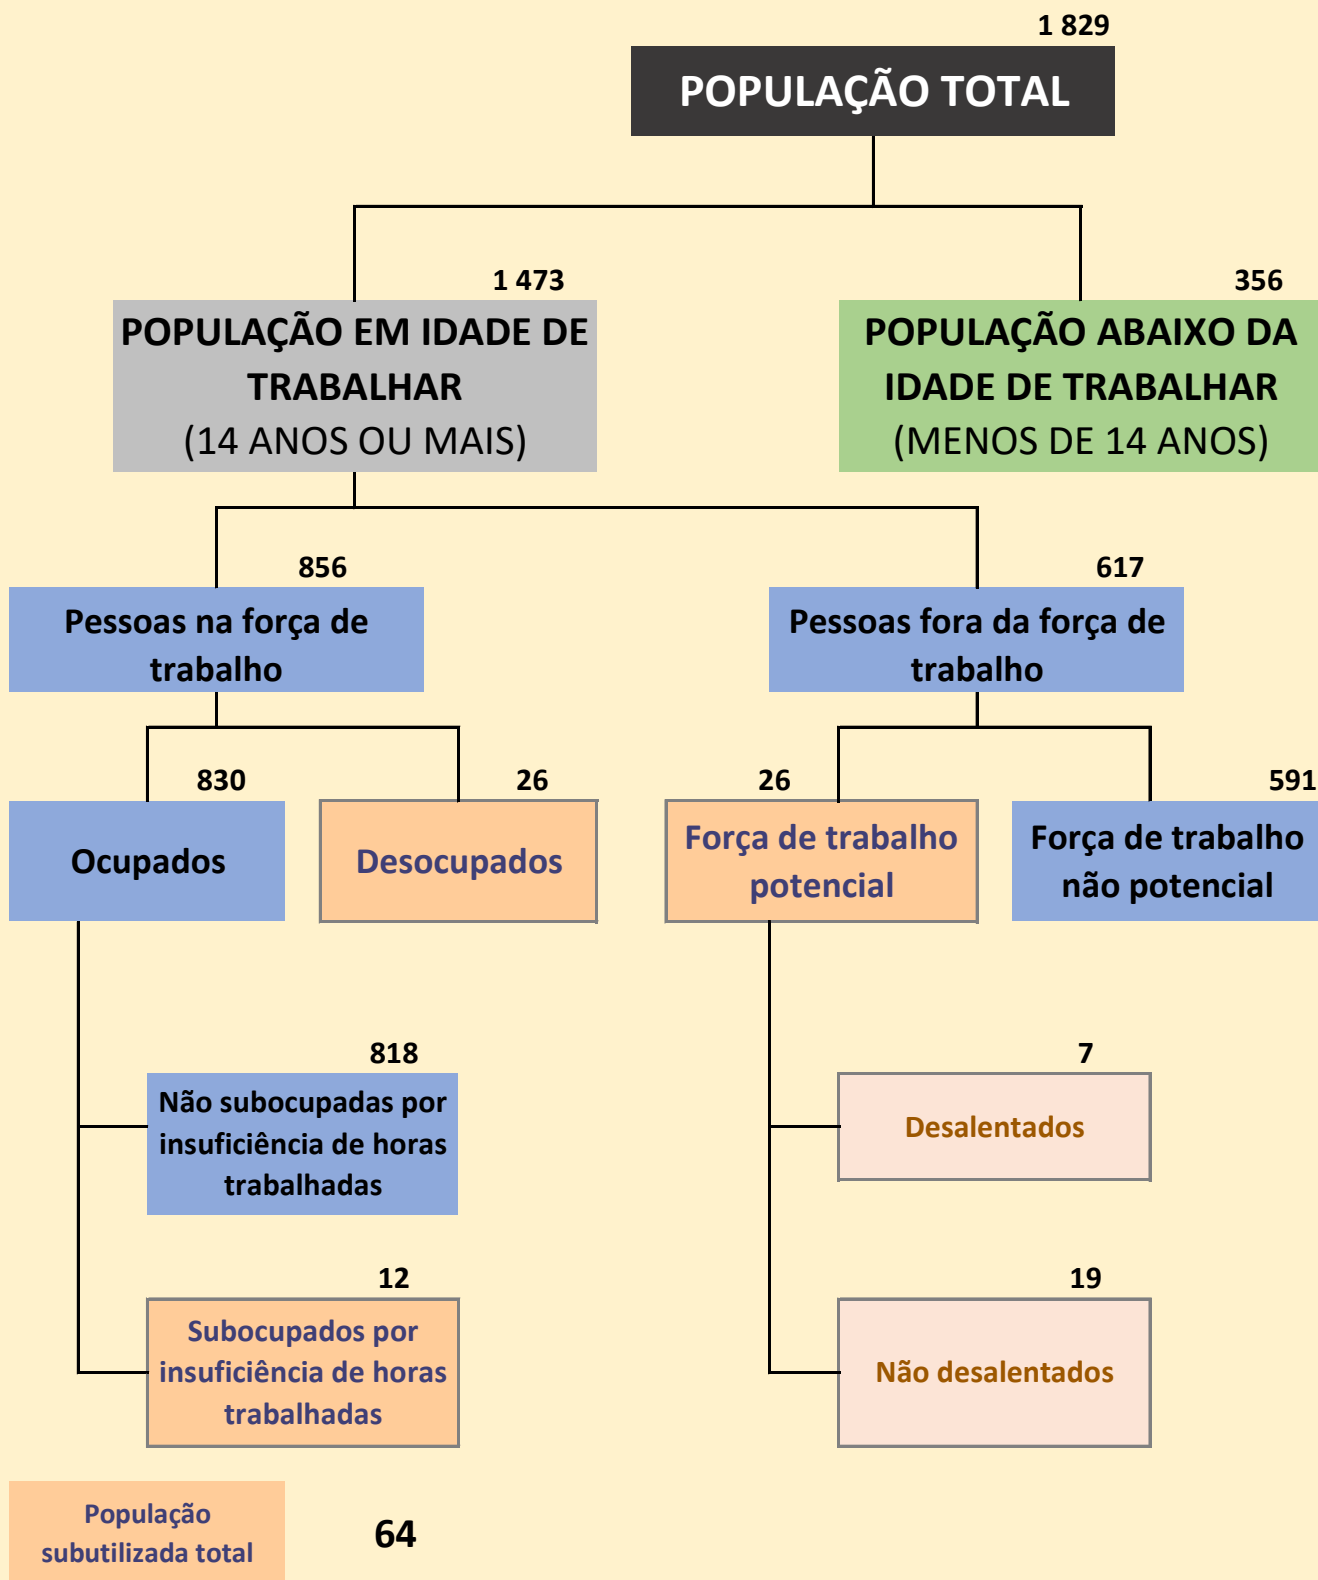 1 829
POPULAÇÃO TOTAL
1 473
POPULAÇÃO EM IDADE DE
TRABALHAR
(14 ANOS OU MAIS)
356
POPULAÇÃO ABAIXO DA
IDADE DE TRABALHAR
(MENOS DE 14 ANOS)
856
Pessoas na força de
trabalho
617
Pessoas fora da força de
trabalho
830
Ocupados
26
Desocupados
26
Força de trabalho
potencial
591
Força de trabalho
não potencial
818
Não subocupadas por
insuficiência de horas
trabalhadas
7
Desalentados
12
Subocupados por
insuficiência de horas
trabalhadas
19
Não desalentados
População
subutilizada total
64